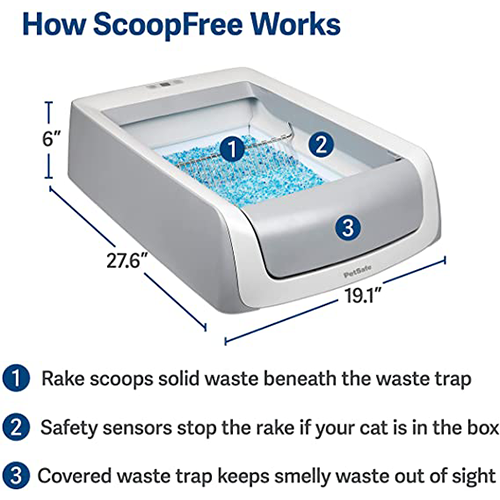 How ScoopFree Works
6"
1
2
3
27.6"
PetSafe
19.1"
1 Rake scoops solid waste beneath the waste trap
2 Safety sensors stop the rake if your cat is in the box
3 Covered waste trap keeps smelly waste out of sight